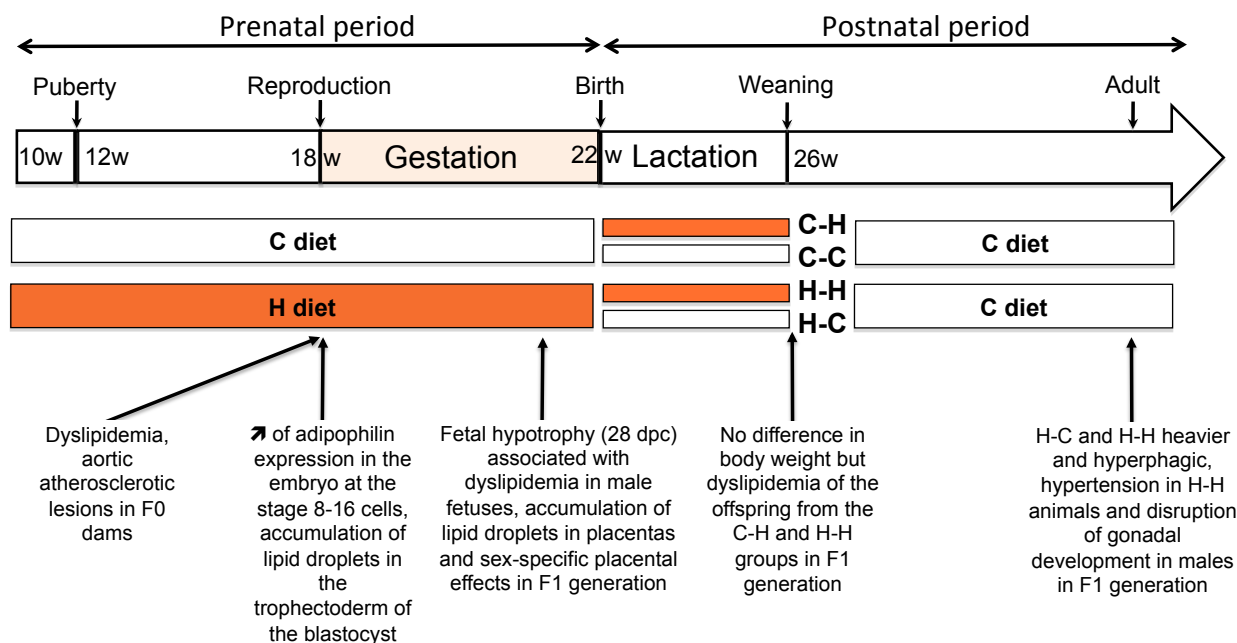 Prenatal period
Postnatal period
Puberty
Reproduction
Birth
Weaning
Adult
10w
12w
18 w
Gestation
22 w
Lactation
26w
C diet
C-H
C-C
C diet
H diet
H-H
H-C
C diet
Dyslipidemia,
aortic
atherosclerotic
lesions in F0
dams
↗ of adipophilin
expression in the
embryo at the
stage 8-16 cells,
accumulation of
lipid droplets in
the
trophectoderm of
the blastocyst
Fetal hypotrophy (28 dpc)
associated with
dyslipidemia in male
fetuses, accumulation of
lipid droplets in placentas
and sex-specific placental
effects in F1 generation
No difference in
body weight but
dyslipidemia of the
offspring from the
C-H and H-H
groups in F1
generation
H-C and H-H heavier
and hyperphagic,
hypertension in H-H
animals and disruption
of gonadal
development in males
in F1 generation